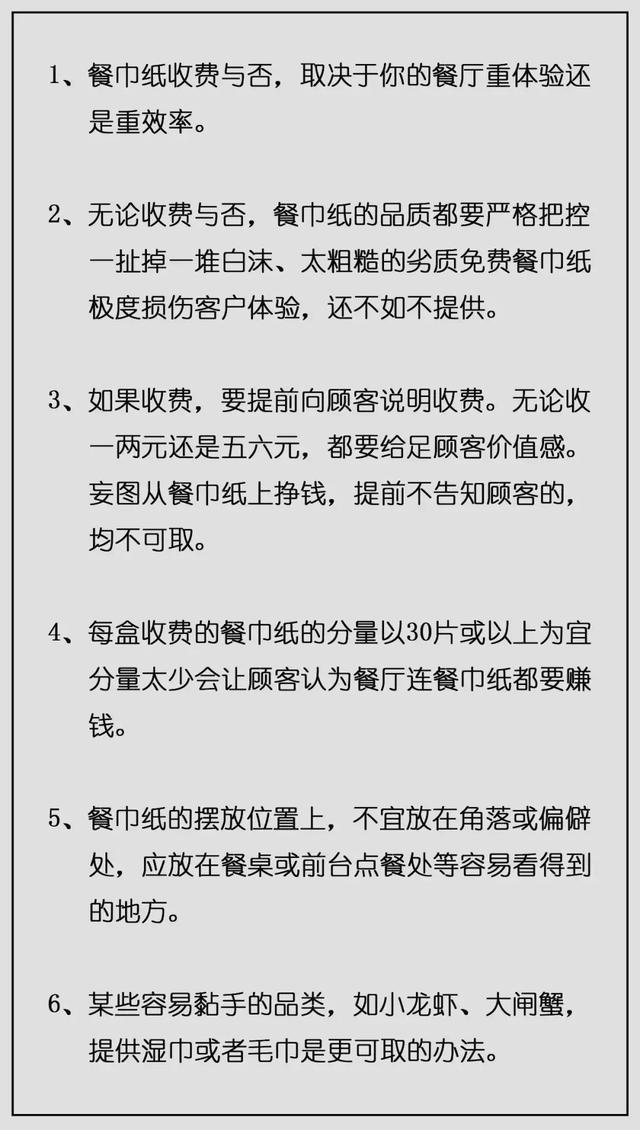 1、餐巾纸收费与否，取决于你的餐厅重体验还
是重效率。
2、无论收费与否，餐巾纸的品质都要严格把控
一扯掉一堆白沫、太粗糙的劣质免费餐巾纸
极度损伤客户体验，还不如不提供。
3、如果收费，要提前向顾客说明收费。无论收
一两元还是五六元，都要给足顾客价值感。
妄图从餐巾纸上挣钱，提前不告知顾客的，
均不可取。
4、每盒收费的餐巾纸的分量以30片或以上为宜
分量太少会让顾客认为餐厅连餐巾纸都要赚
钱。
5、餐巾纸的摆放位置上，不宜放在角落或偏僻
处，应放在餐桌或前台点餐处等容易看得到
的地方。
6、某些容易黏手的品类，如小龙虾、大闸蟹，
提供湿巾或者毛巾是更可取的办法。